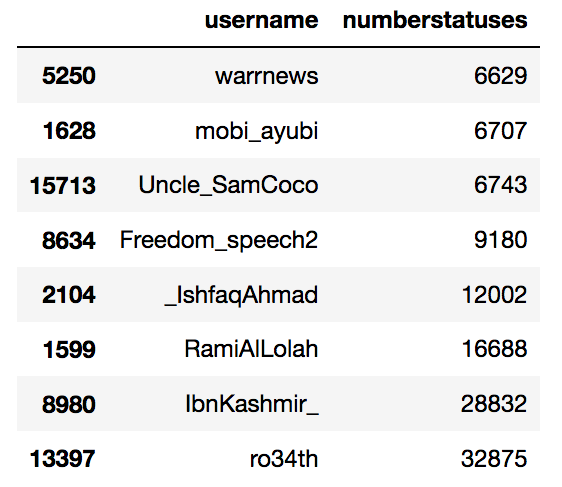 username numberstatuses
5250 warrnews 6629
1628 mobi_ayubi 6707
15713 Uncle_SamCoco 6743
8634 Freedom_speech2 9180
2104 _IshfaqAhmad 12002
1599 RamiAlLolah 16688
8980 IbnKashmir_ 28832
13397 ro34th 32875